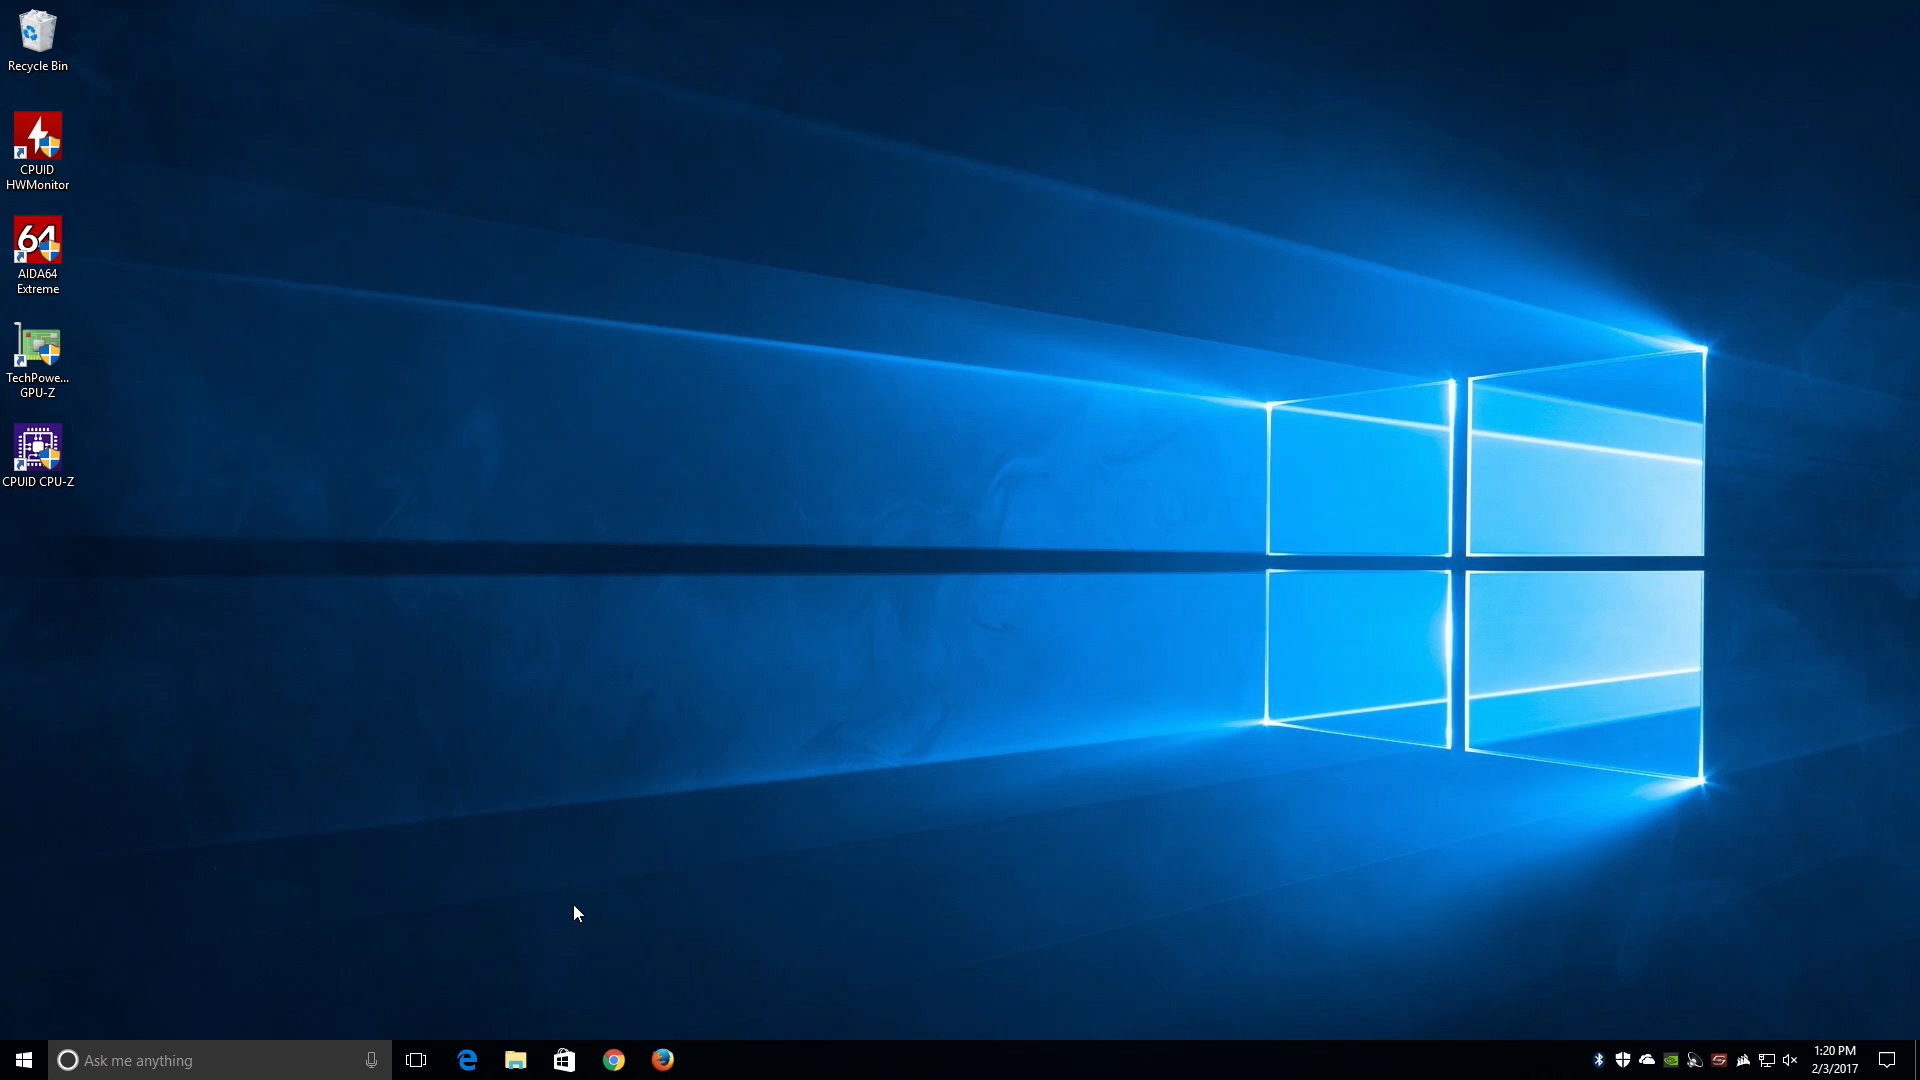 Recycle Bin
CPUID
HWMonitor
64
AIDA64
Extreme
TechPowe...
GPU-Z
CPUID CPU-Z
Ask me anything
1:20 PM
2/3/2017